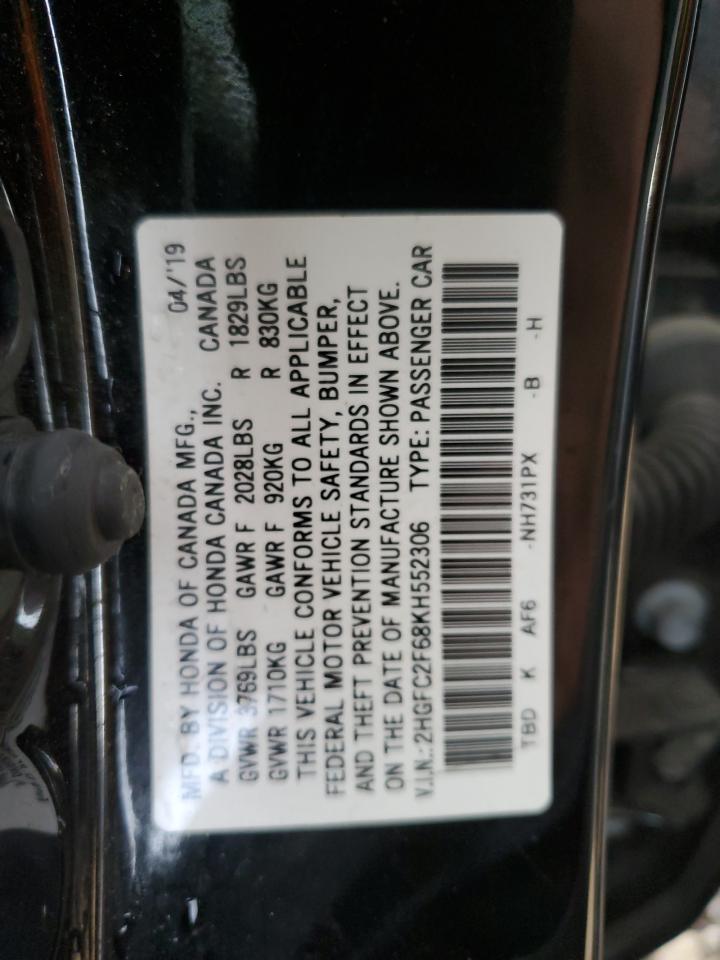 MFD. BY HONDA OF CANADA MFG., 04/'19
A DIVISION OF HONDA CANADA INC. CANADA
GVWR 3769LBS GAWR F 2028LBS R 1829LBS
GVWR 1710KG GAWR F 920KG R 830KG
THIS VEHICLE CONFORMS TO ALL APPLICABLE
FEDERAL MOTOR VEHICLE SAFETY, BUMPER,
AND THEFT PREVENTION STANDARDS IN EFFECT
ON THE DATE OF MANUFACTURE SHOWN ABOVE.
V.I.N.: 2HGFC2F68KH552306 TYPE: PASSENGER CAR
TBD K AF6 -NH731PX -B -H